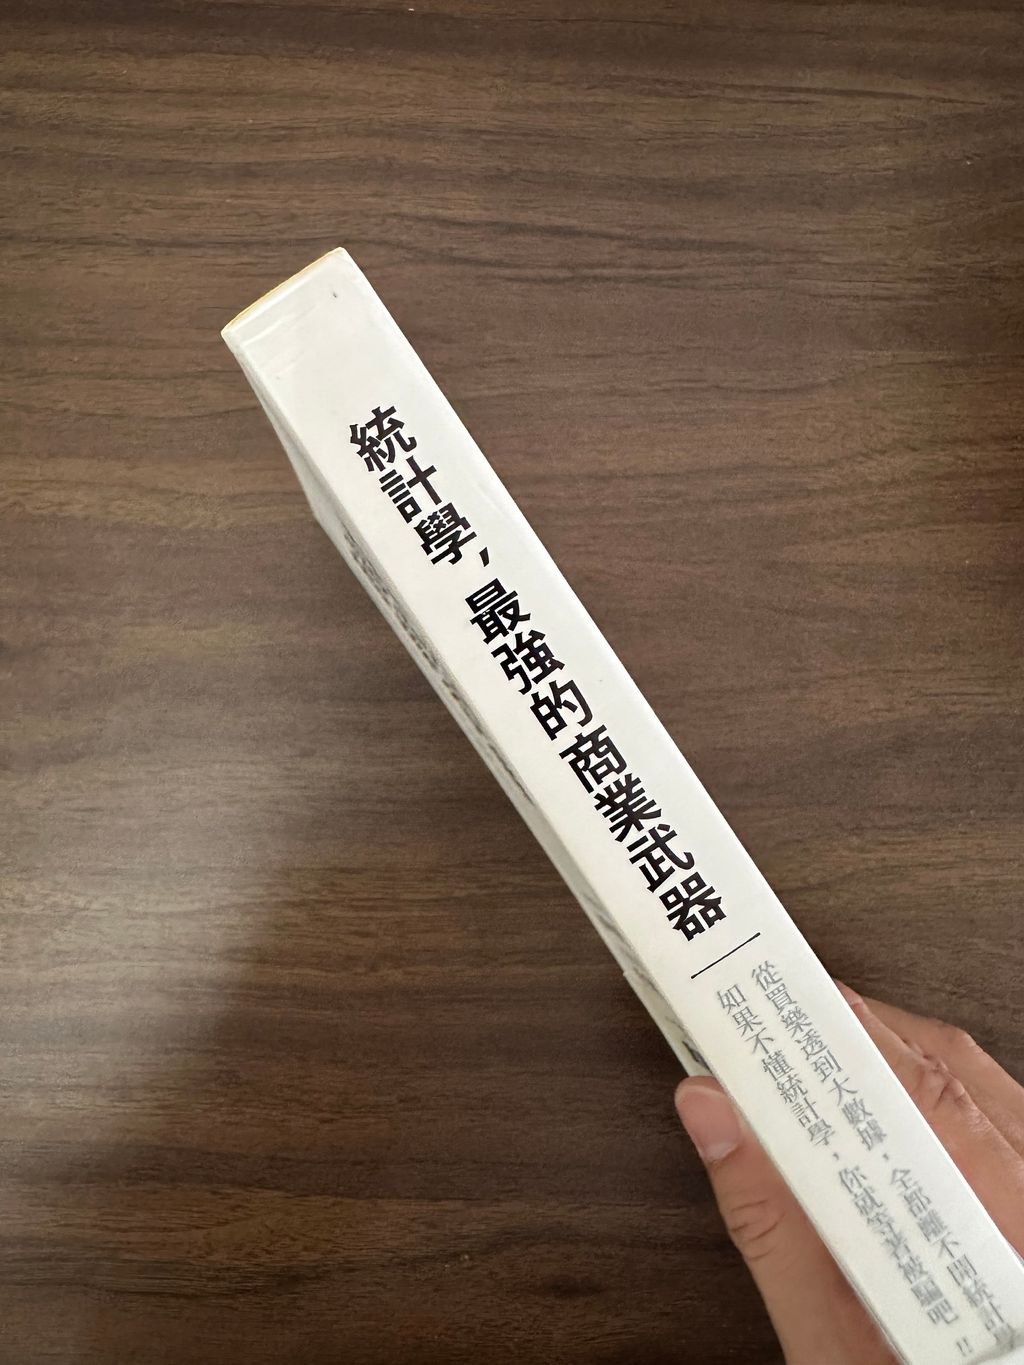 統計學，最強的商業武器
從買樂透到大數據，全都離不開統計學
如果不懂統計學，你就等著被騙吧!!